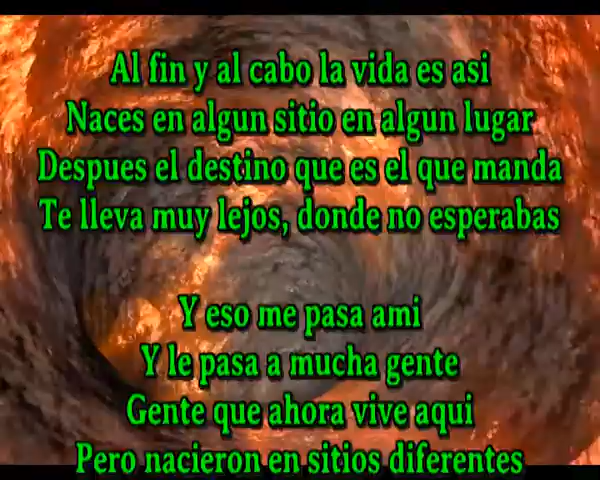 Al fin y al cabo la vida es asi
Naces en algun sitio en algun lugar
Despues el destino que es el que manda
Te lleva muy lejos, donde no esperabas
Y eso me pasa ami
Y le pasa a mucha gente
Gente que ahora vive aqui
Pero nacieron en sitios diferentes